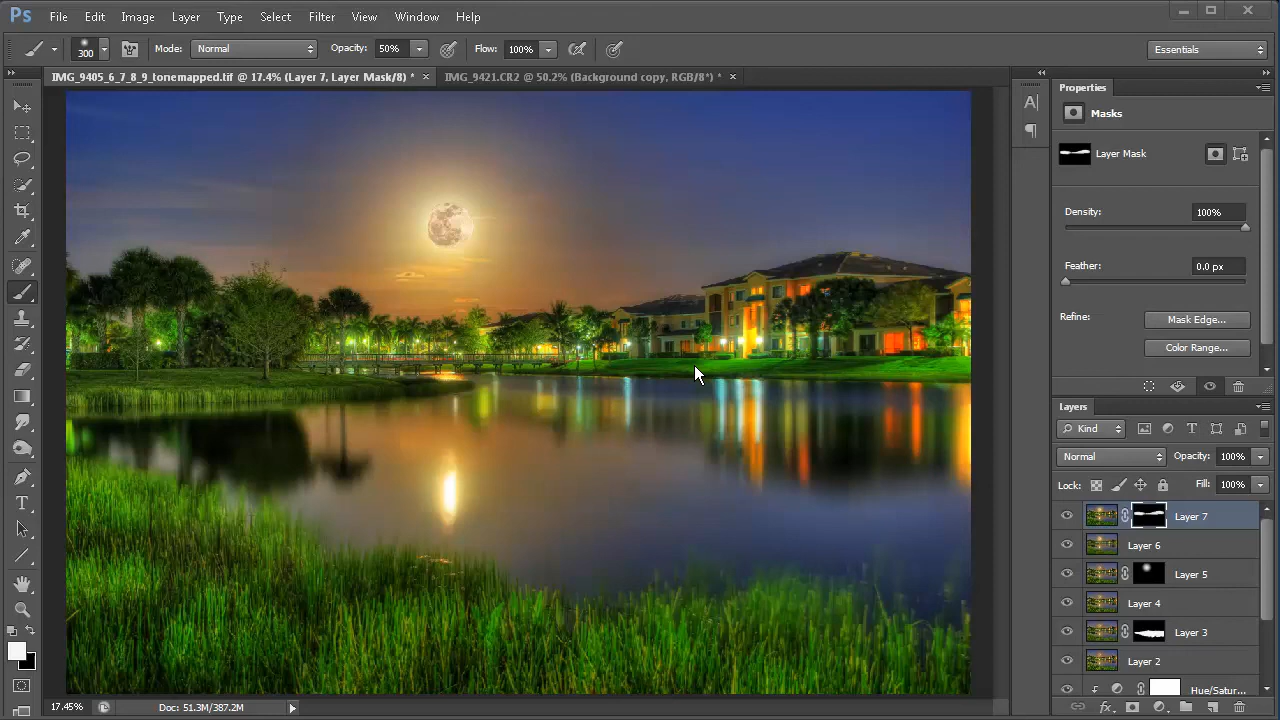 Ps File Edit Image Layer Type Select Filter View Window Help
300 Mode: Normal Opacity: 50% Flow: 100% Essentials
IMG_9405_6_7_8_9_tonemapped.tif @ 17.4% (Layer 7, Layer Mask/8) * × IMG_9421.CR2 @ 50.2% (Background copy, RGB/8*) * ×
Properties
Masks
Layer Mask
Density: 100%
Feather: 0.0 px
Refine: Mask Edge...
Color Range...
Layers
Kind
Normal Opacity: 100%
Lock: Fill: 100%
Layer 7
Layer 6
Layer 5
Layer 4
Layer 3
Layer 2
Hue/Satur...
17.45% Doc: 51.3M/387.2M